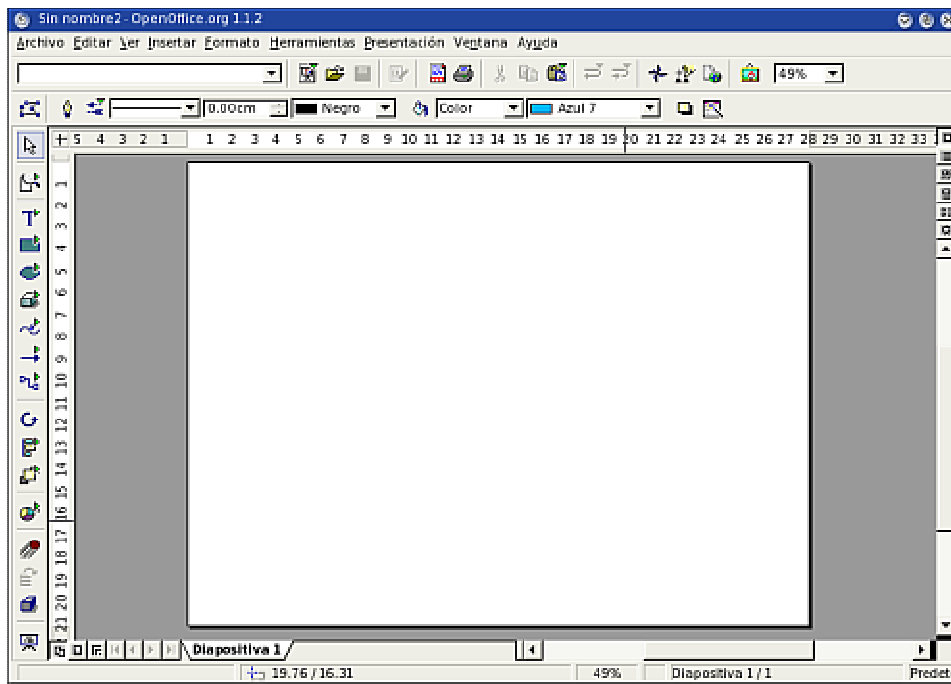 Sin nombre2 - OpenOffice.org 1.1.2
Archivo Editar Ver Insertar Formato Herramientas Presentación Ventana Ayuda
49%
0.00cm Negro Color Azul 7
5 4 3 2 1 1 2 3 4 5 6 7 8 9 10 11 12 13 14 15 16 17 18 19 20 21 22 23 24 25 26 27 28 29 30 31 32 33
1 2 3 4 5 6 7 8 9 10 11 12 13 14 15 16 17 18 19 20 21
Diapositiva 1
19.76 / 16.31 49% Diapositiva 1 / 1 Predet